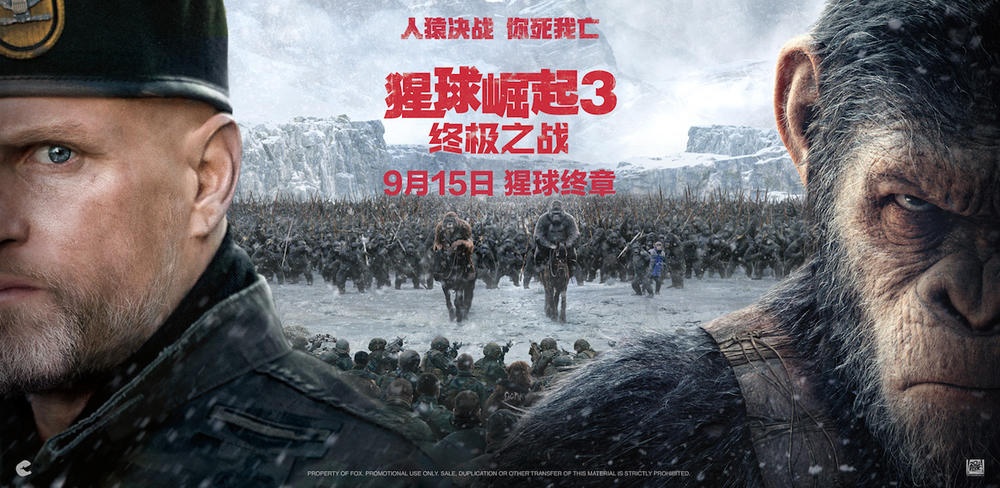 人猿决战 你死我亡
猩球崛起3
终极之战
9月15日 猩球终章
PROPERTY OF FOX. PROMOTIONAL USE ONLY. SALE, DUPLICATION OR OTHER TRANSFER OF THIS MATERIAL IS STRICTLY PROHIBITED.